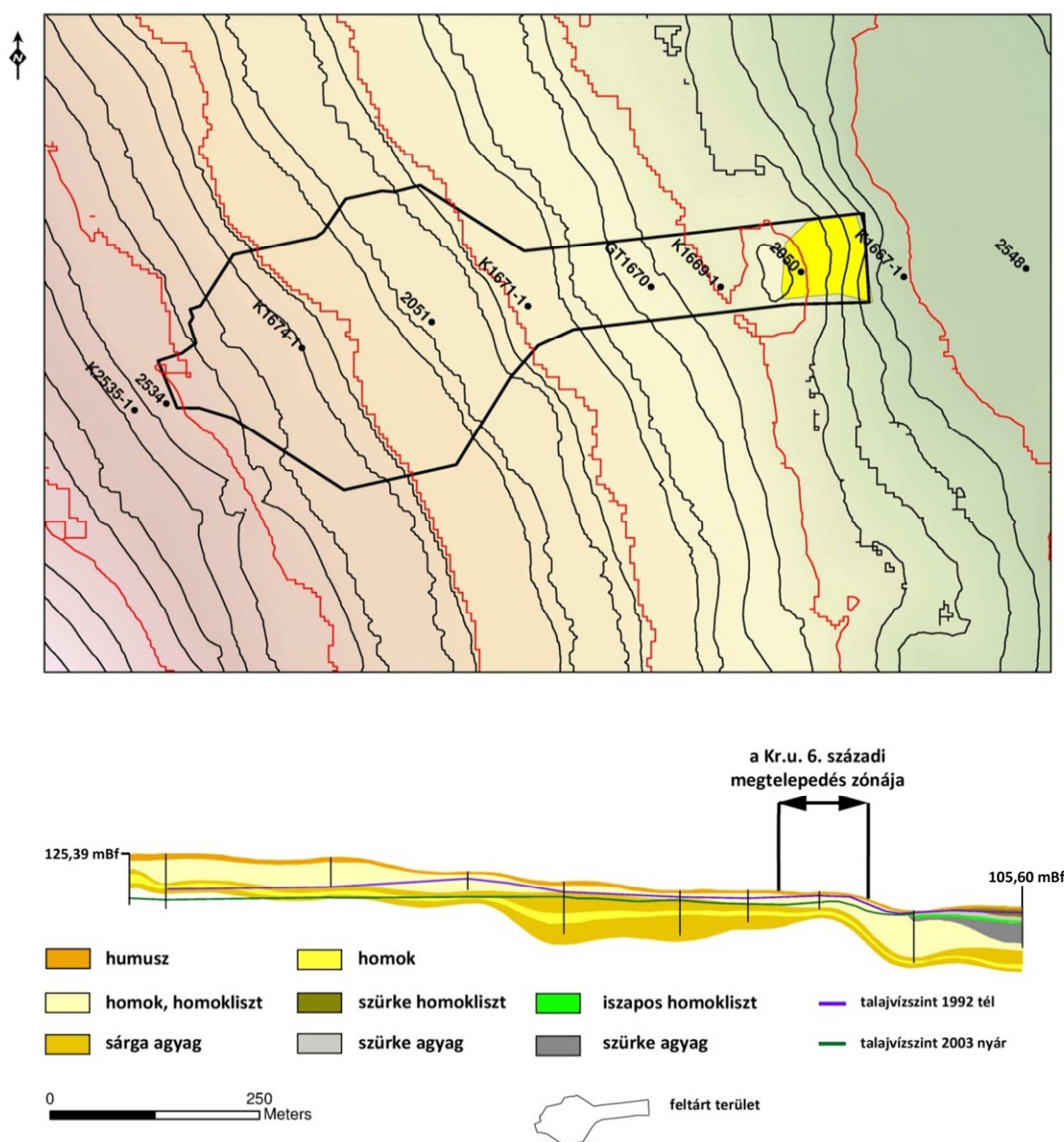 N
2548
K1667-1
2050
K1669-1
GT1670
K1671-1
2051
K1674-1
2534
K2535-1
a Kr.u. 6. századi
megtelepedés zónája
125,39 mBf
105,60 mBf
humusz
homok
homok, homokliszt
szürke homokliszt
iszapos homokliszt
talajvízszint 1992 tél
sárga agyag
szürke agyag
szürke agyag
talajvízszint 2003 nyár
0
250
Meters
feltárt terület